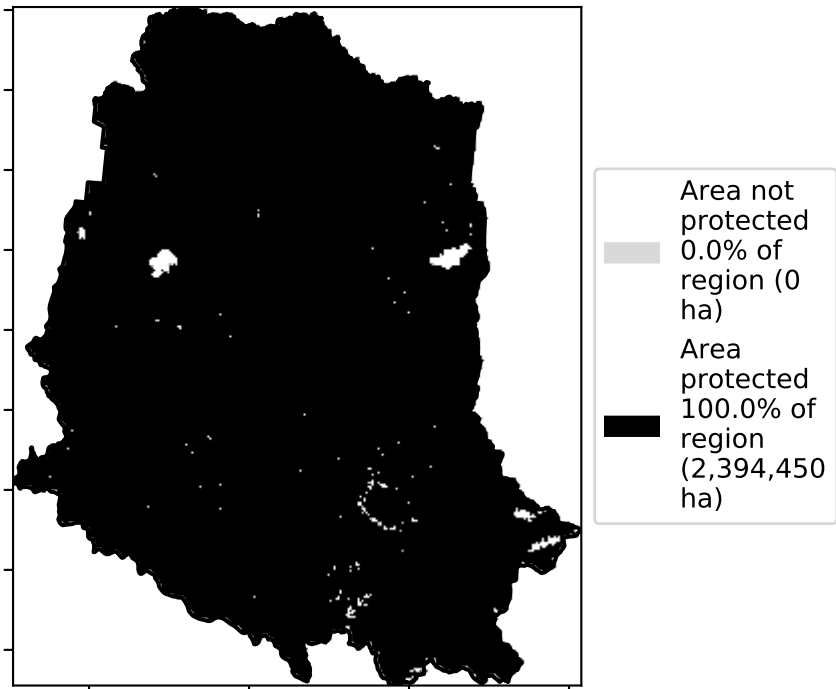 Area not
protected
0.0% of
region (0
ha)
Area
protected
100.0% of
region
(2,394,450
ha)